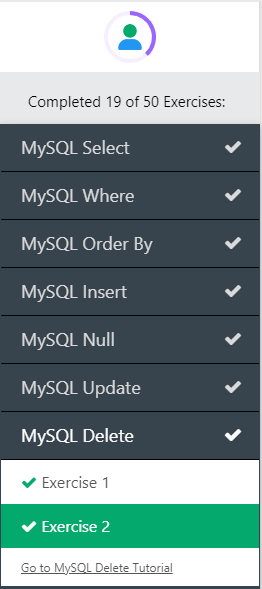 Completed 19 of 50 Exercises:
MySQL Select
MySQL Where
MySQL Order By
MySQL Insert
MySQL Null
MySQL Update
MySQL Delete
Exercise 1
Exercise 2
Go to MySQL Delete Tutorial